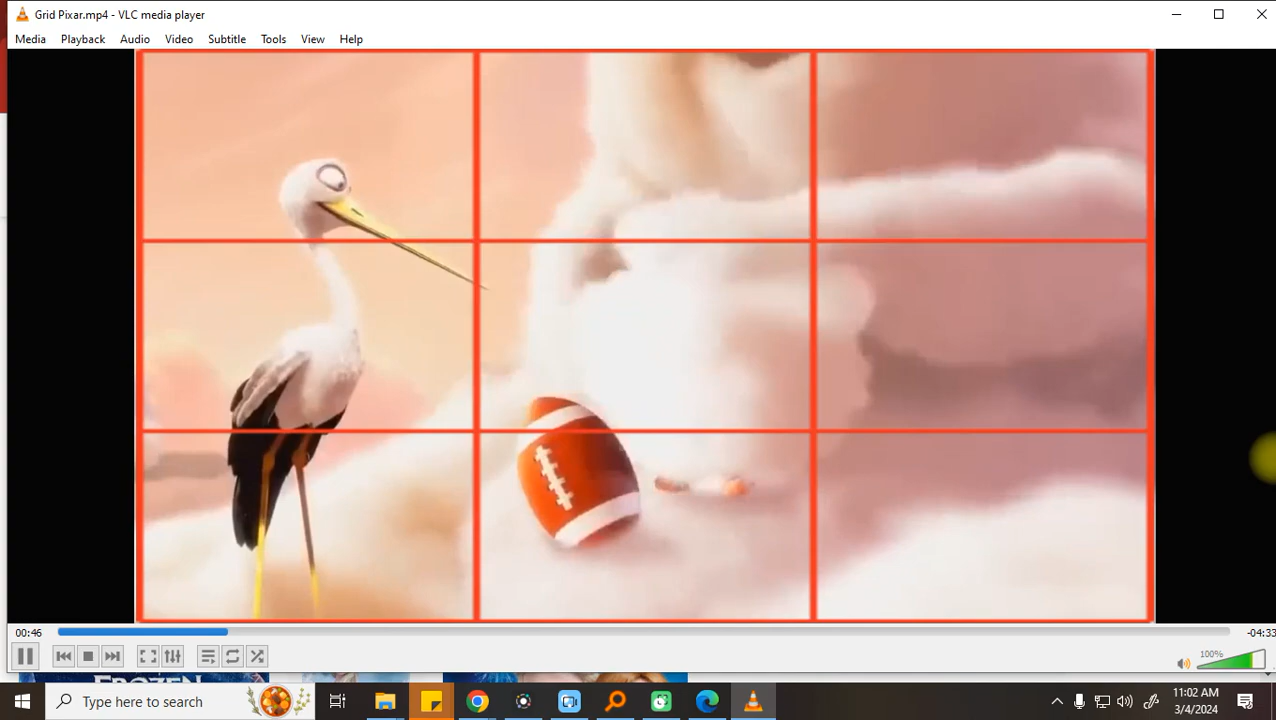 Grid Pixar.mp4 - VLC media player
Media Playback Audio Video Subtitle Tools View Help
00:46
-04:33
100%
FROZEN
Type here to search
11:02 AM
3/4/2024